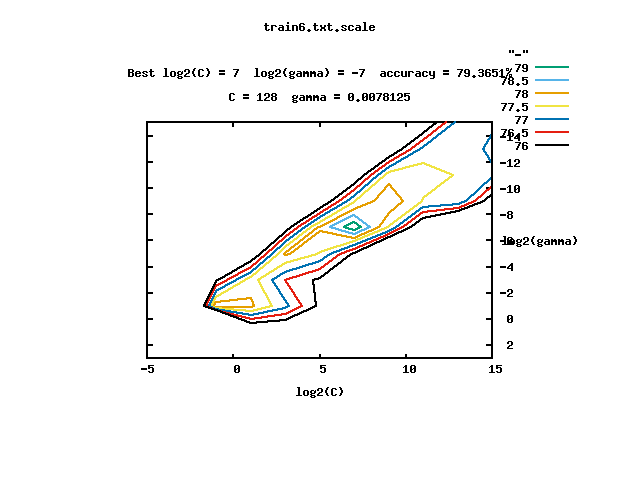 train6.txt.scale
"-"
Best log2(C) = 7  log2(gamma) = -7  accuracy = 79.3651%
79
78.5
C = 128  gamma = 0.0078125
78
77.5
77
76.5
76
-14
-12
-10
-8
-6
log2(gamma)
-4
-2
0
2
-5 0 5 10 15
log2(C)